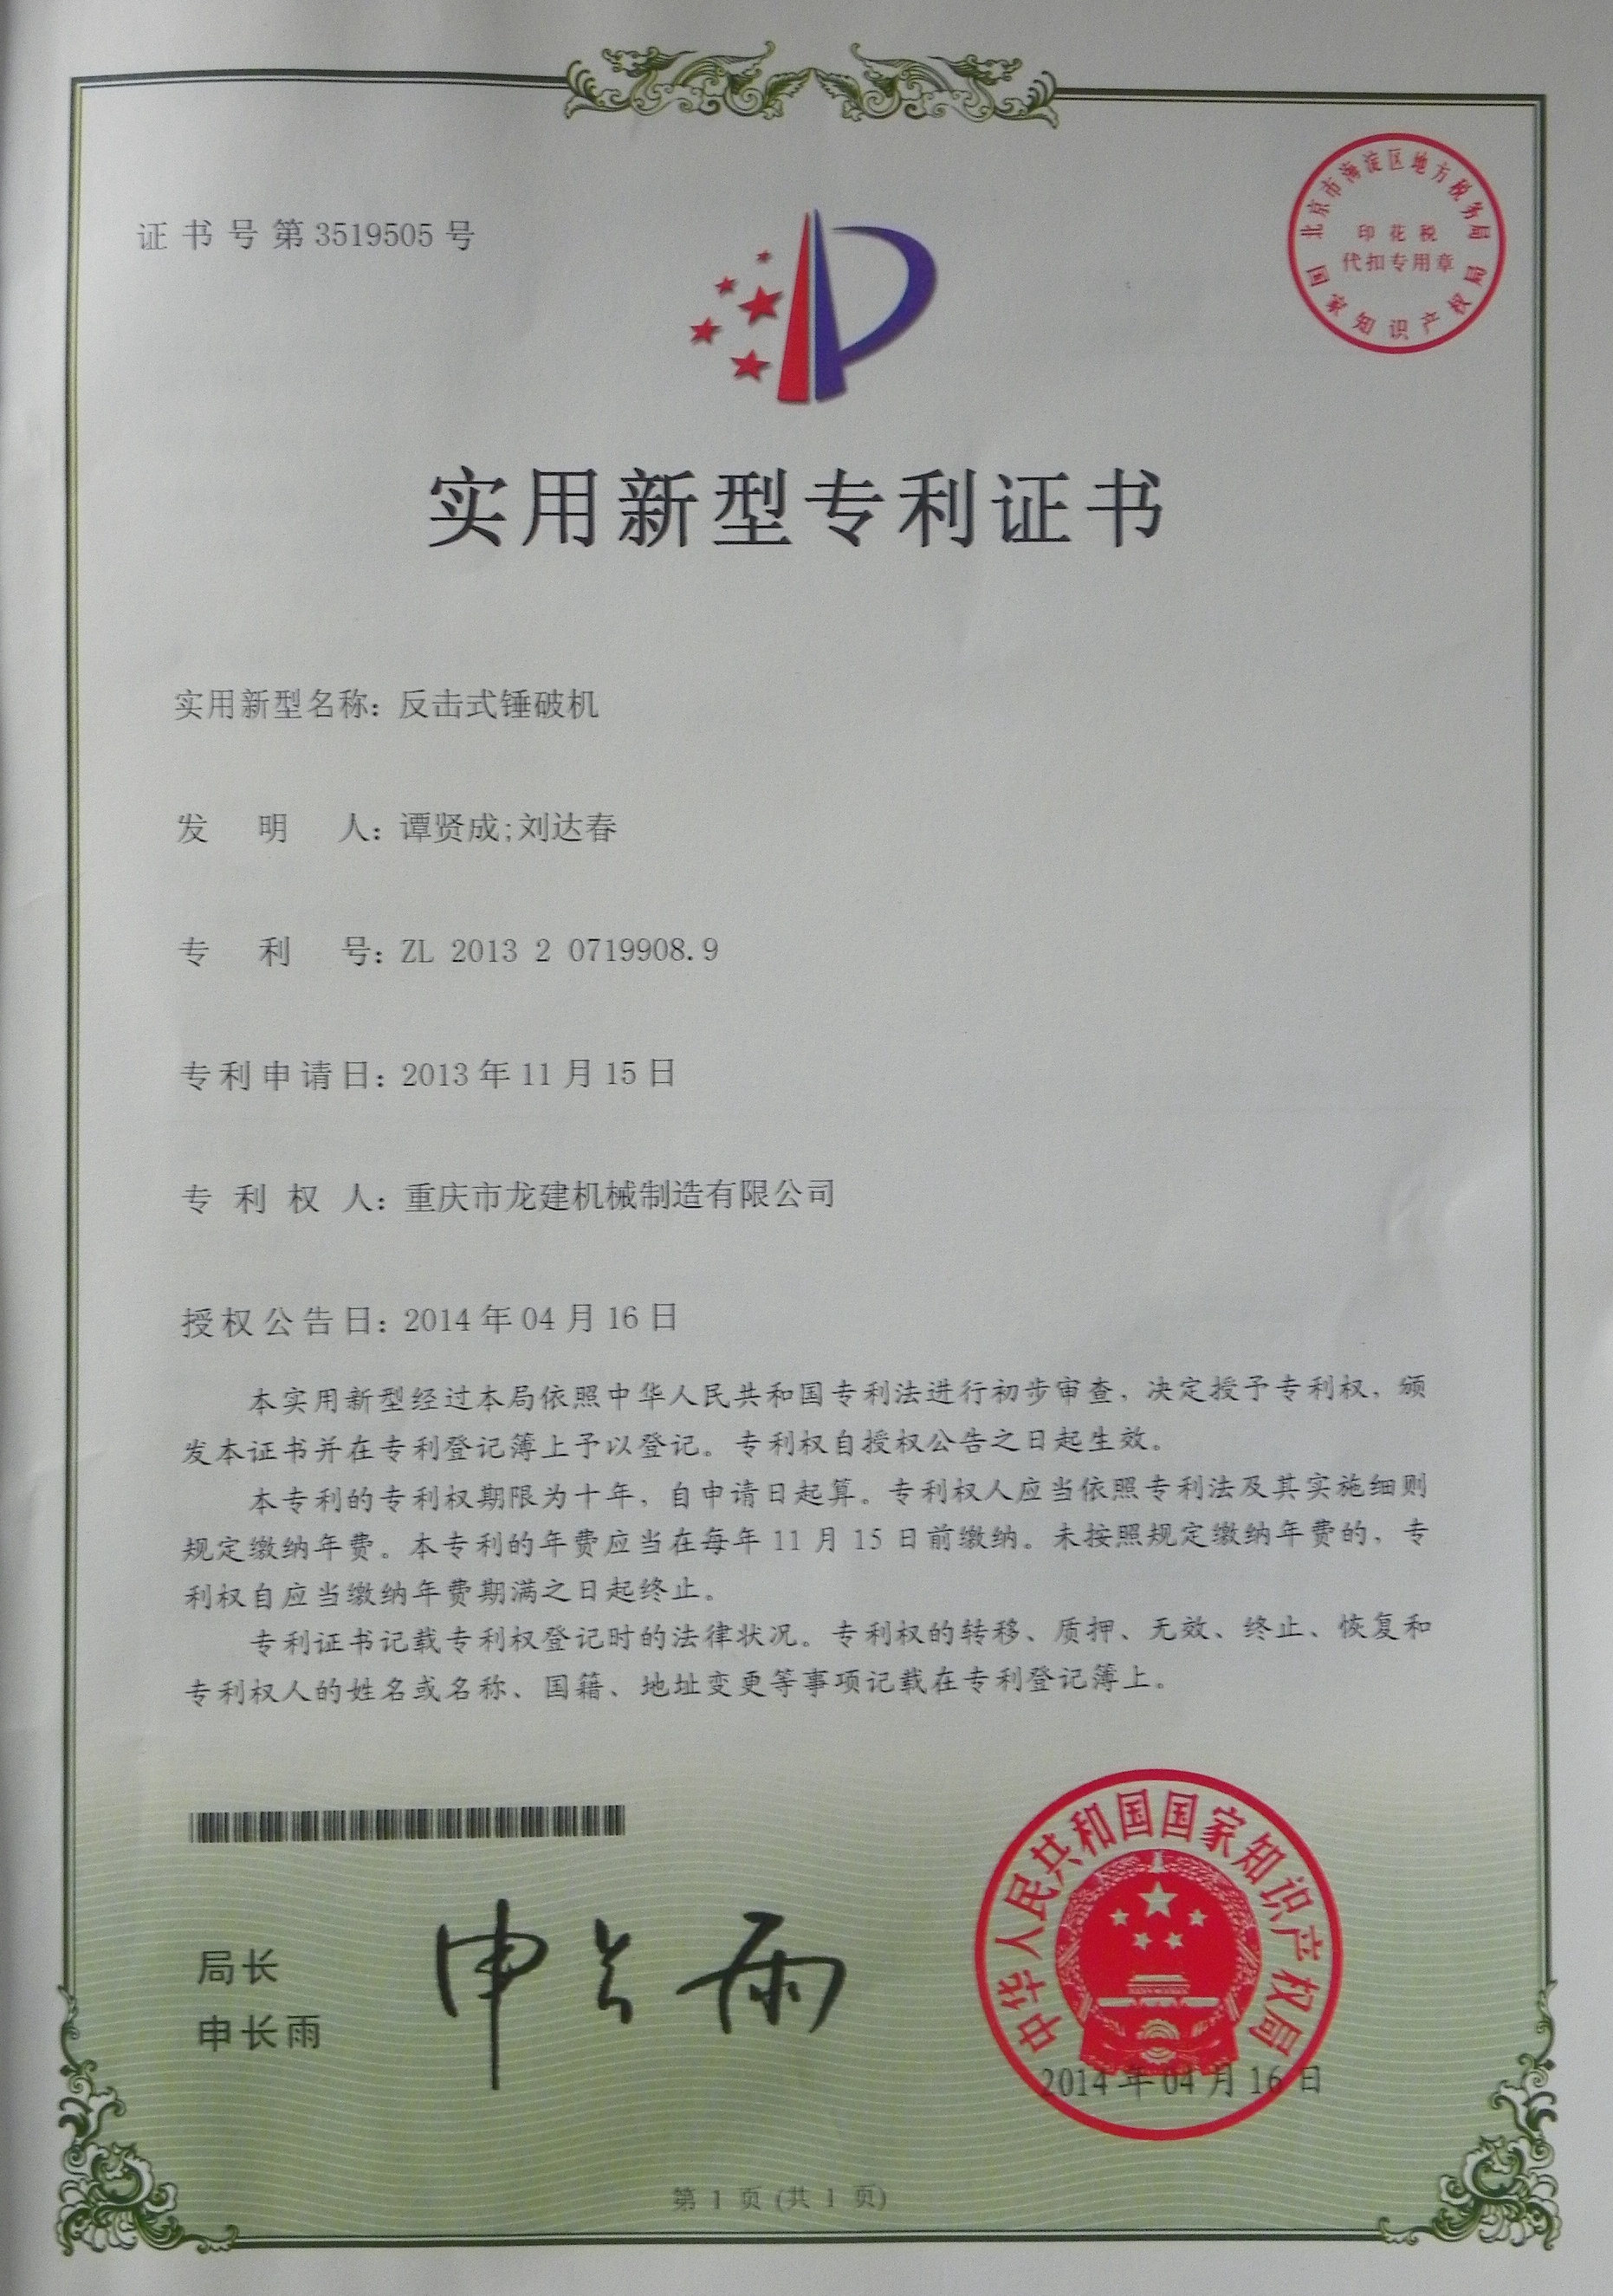 证书号第3519505号
北京市海淀区地方税务局
印花税
代扣专用章
国家知识产权局
实用新型专利证书
实用新型名称：反击式锤破机
发明人：谭贤成;刘达春
专利号：ZL 2013 2 0719908.9
专利申请日：2013年11月15日
专利权人：重庆市龙建机械制造有限公司
授权公告日：2014年04月16日
本实用新型经过本局依照中华人民共和国专利法进行初步审查，决定授予专利权，颁
发本证书并在专利登记簿上予以登记。专利权自授权公告之日起生效。
本专利的专利权期限为十年，自申请日起算。专利权人应当依照专利法及其实施细则
规定缴纳年费。本专利的年费应当在每年11月15日前缴纳。未按照规定缴纳年费的，专
利权自应当缴纳年费期满之日起终止。
专利证书记载专利权登记时的法律状况。专利权的转移、质押、无效、终止、恢复和
专利权人的姓名或名称、国籍、地址变更等事项记载在专利登记簿上。
局长
申长雨
申长雨
中华人民共和国国家知识产权局
2014年04月16日
第1页(共1页)